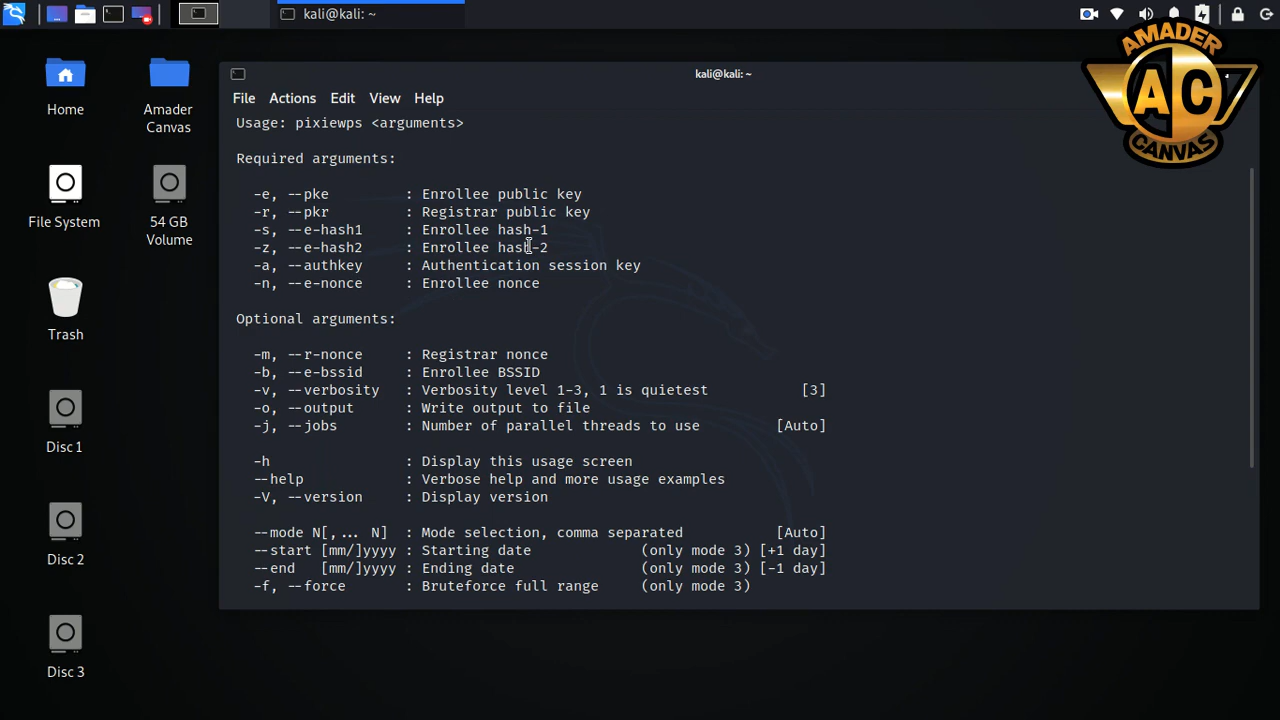 kali@kali: ~
AMADER
AC
CANVAS
Home
Amader
Canvas
File System
54 GB
Volume
Trash
Disc 1
Disc 2
Disc 3
kali@kali: ~
File Actions Edit View Help
Usage: pixiewps <arguments>
Required arguments:
-e, --pke : Enrollee public key
-r, --pkr : Registrar public key
-s, --e-hash1 : Enrollee hash-1
-z, --e-hash2 : Enrollee hash-2
-a, --authkey : Authentication session key
-n, --e-nonce : Enrollee nonce
Optional arguments:
-m, --r-nonce : Registrar nonce
-b, --e-bssid : Enrollee BSSID
-v, --verbosity : Verbosity level 1-3, 1 is quietest [3]
-o, --output : Write output to file
-j, --jobs : Number of parallel threads to use [Auto]
-h : Display this usage screen
--help : Verbose help and more usage examples
-V, --version : Display version
--mode N[,... N] : Mode selection, comma separated [Auto]
--start [mm/]yyyy : Starting date (only mode 3) [+1 day]
--end [mm/]yyyy : Ending date (only mode 3) [-1 day]
-f, --force : Bruteforce full range (only mode 3)